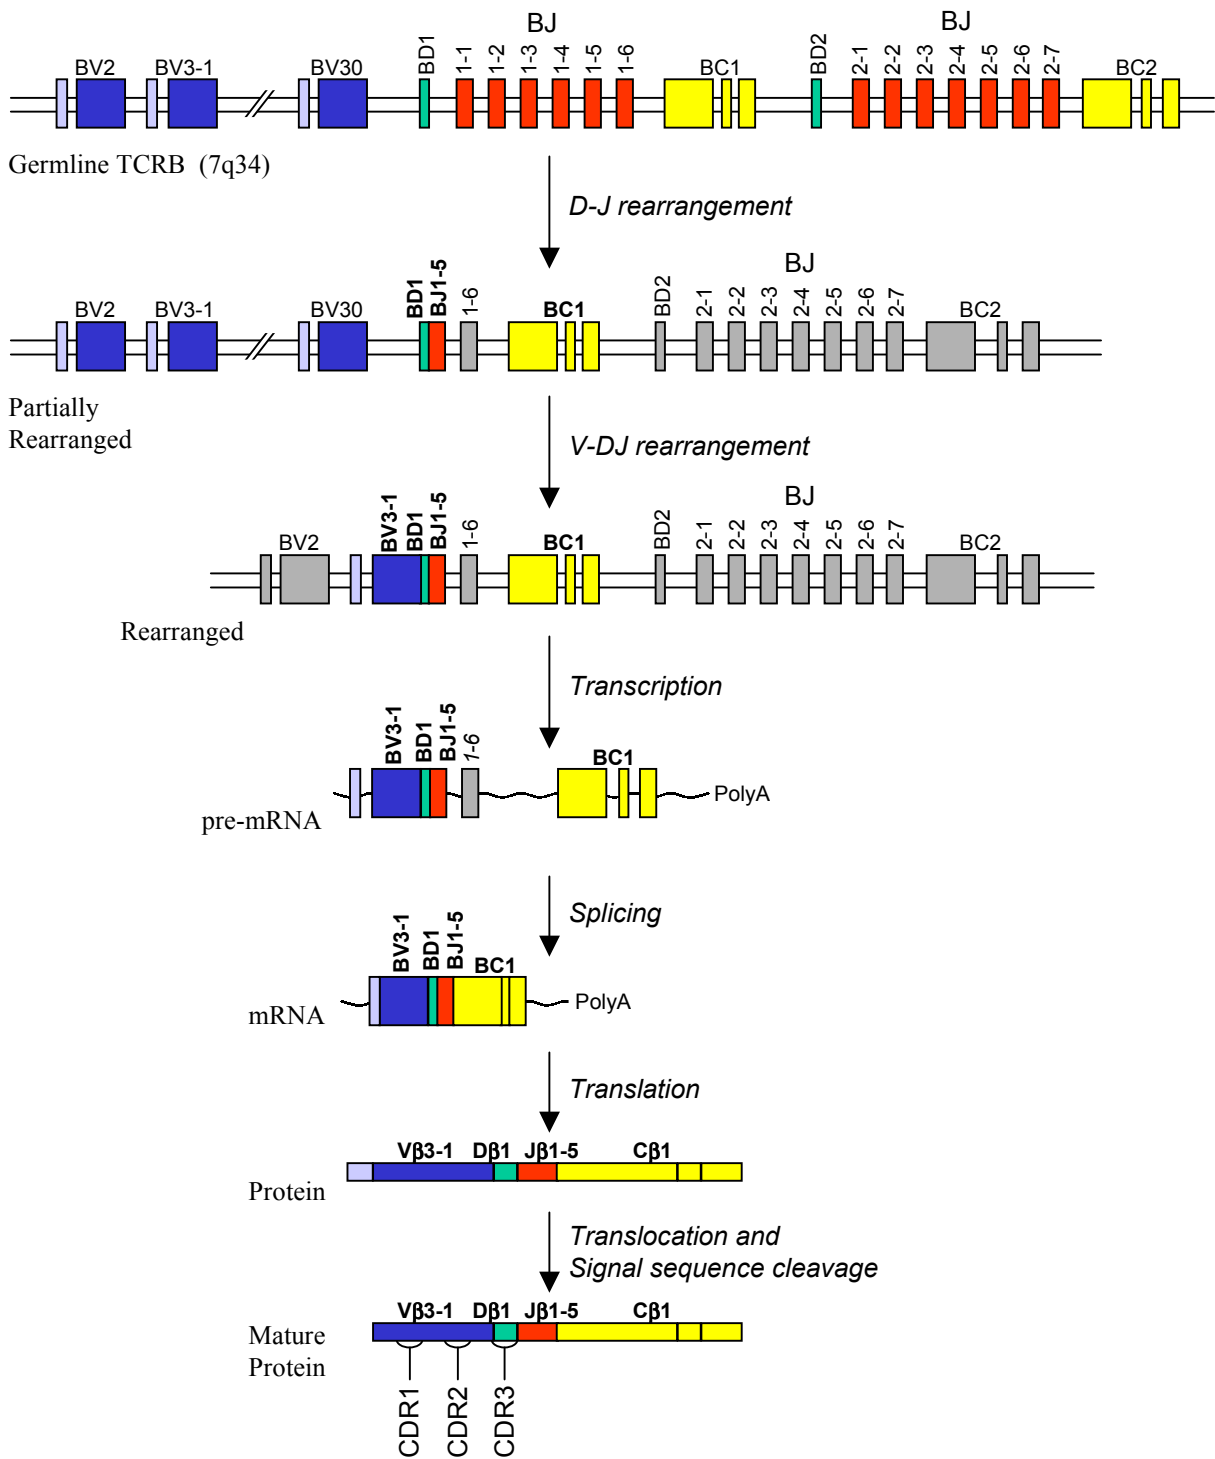 BJ
BJ
BV2 BV3-1 BV30 BD1 1-1 1-2 1-3 1-4 1-5 1-6 BC1 BD2 2-1 2-2 2-3 2-4 2-5 2-6 2-7 BC2
Germline TCRB (7q34)
D-J rearrangement
BJ
BV2 BV3-1 BV30 BD1 BJ1-5 1-6 BC1 BD2 2-1 2-2 2-3 2-4 2-5 2-6 2-7 BC2
Partially
Rearranged
V-DJ rearrangement
BJ
BV2 BV3-1 BD1 BJ1-5 1-6 BC1 BD2 2-1 2-2 2-3 2-4 2-5 2-6 2-7 BC2
Rearranged
Transcription
BV3-1 BD1 BJ1-5 1-6 BC1
PolyA
pre-mRNA
Splicing
BV3-1 BD1 BJ1-5 BC1
PolyA
mRNA
Translation
Vβ3-1 Dβ1 Jβ1-5 Cβ1
Protein
Translocation and
Signal sequence cleavage
Vβ3-1 Dβ1 Jβ1-5 Cβ1
Mature
Protein
CDR1 CDR2 CDR3